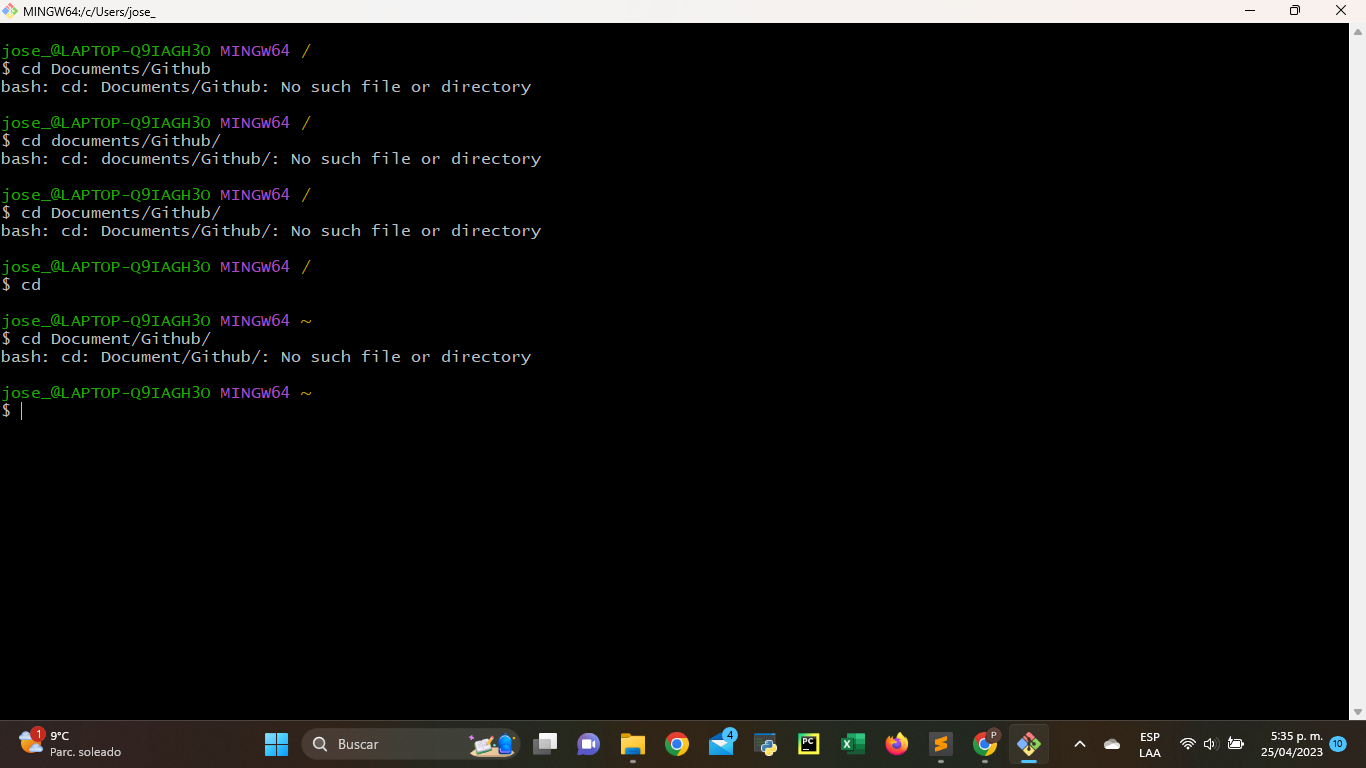 MINGW64:/c/Users/jose_
jose_@LAPTOP-Q9IAGH3O MINGW64 /
$ cd Documents/Github
bash: cd: Documents/Github: No such file or directory
jose_@LAPTOP-Q9IAGH3O MINGW64 /
$ cd documents/Github/
bash: cd: documents/Github/: No such file or directory
jose_@LAPTOP-Q9IAGH3O MINGW64 /
$ cd Documents/Github/
bash: cd: Documents/Github/: No such file or directory
jose_@LAPTOP-Q9IAGH3O MINGW64 /
$ cd
jose_@LAPTOP-Q9IAGH3O MINGW64 ~
$ cd Document/Github/
bash: cd: Document/Github/: No such file or directory
jose_@LAPTOP-Q9IAGH3O MINGW64 ~
$
1
9°C
Parc. soleado
Buscar
4
PC
P
ESP
LAA
5:35 p. m.
25/04/2023
10